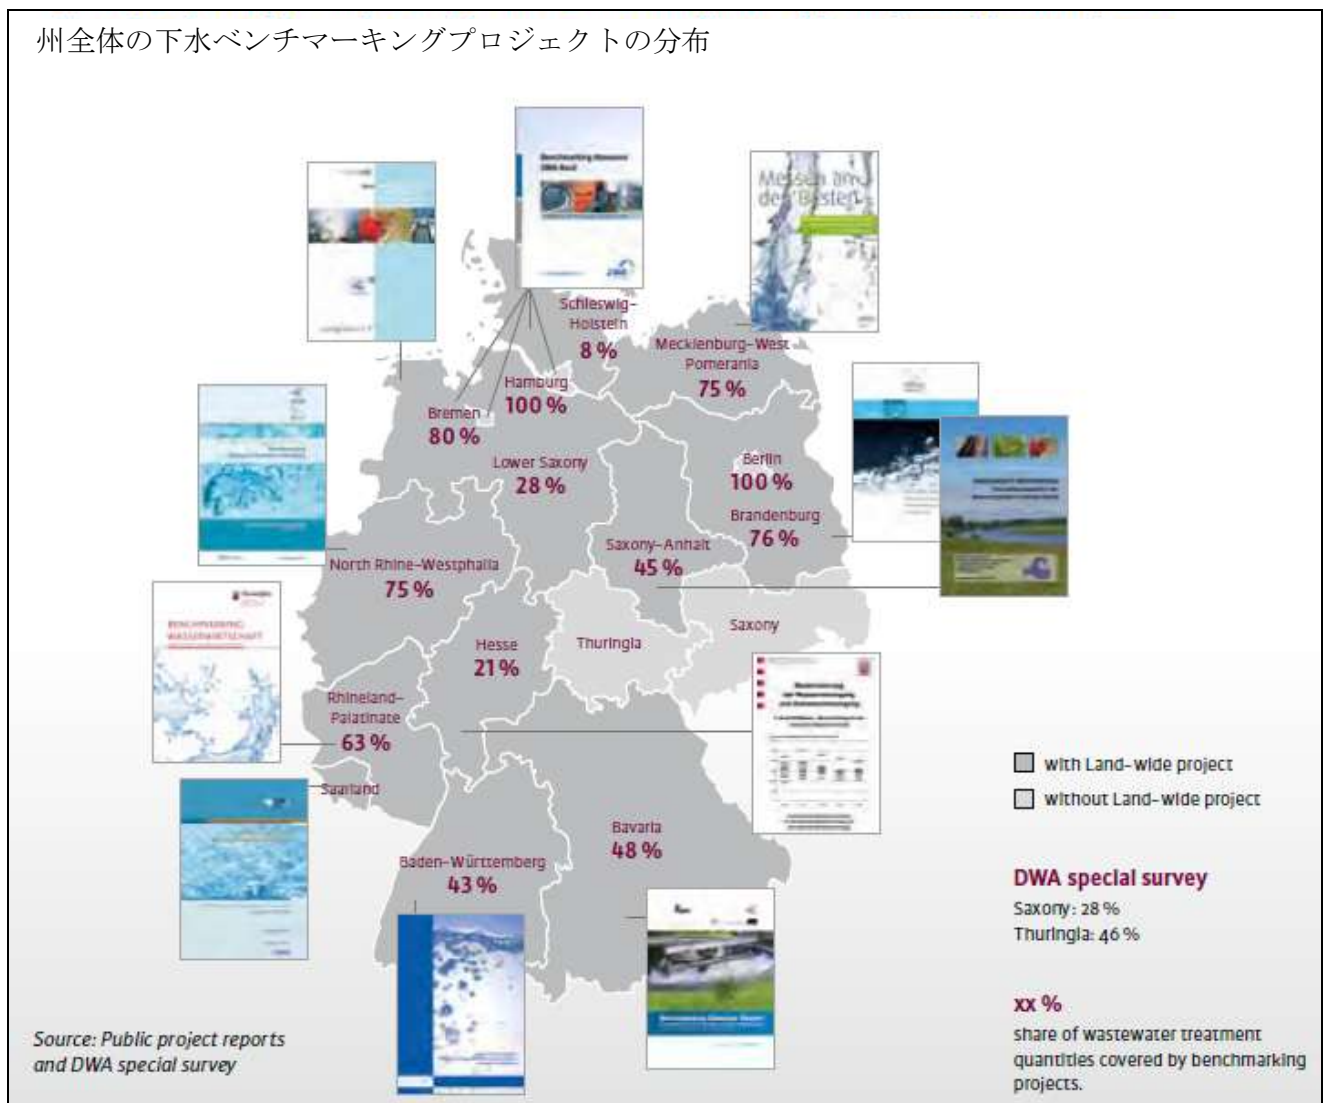 州全体の下水ベンチマーキングプロジェクトの分布
Messen an
den Besten
Schleswig-
Holstein
8 %
Mecklenburg-West
Pomerania
75 %
Hamburg
100 %
Bremen
80 %
Lower Saxony
28 %
Berlin
100 %
Brandenburg
76 %
Saxony-Anhalt
45 %
North Rhine-Westphalia
75 %
BENCHMARKING
WASSERWIRTSCHAFT
Hesse
21 %
Thuringia
Saxony
Rhineland-
Palatinate
63 %
Saarland
Bavaria
48 %
Baden-Württemberg
43 %
with Land-wide project
without Land-wide project
DWA special survey
Saxony: 28 %
Thuringia: 46 %
xx %
share of wastewater treatment
quantities covered by benchmarking
projects.
Source: Public project reports
and DWA special survey